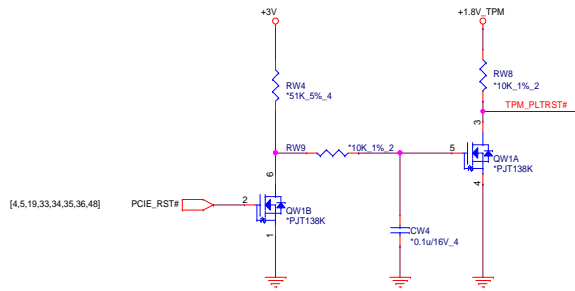 +3V
+1.8V_TPM
RW4
*51K_5%_4
RW8
*10K_1%_2
TPM_PLTRST#
3
RW9
*10K_1%_2
5
QW1A
*PJT138K
4
6
[4,5,19,33,34,35,36,48]
PCIE_RST#
2
QW1B
*PJT138K
1
CW4
*0.1u/16V_4